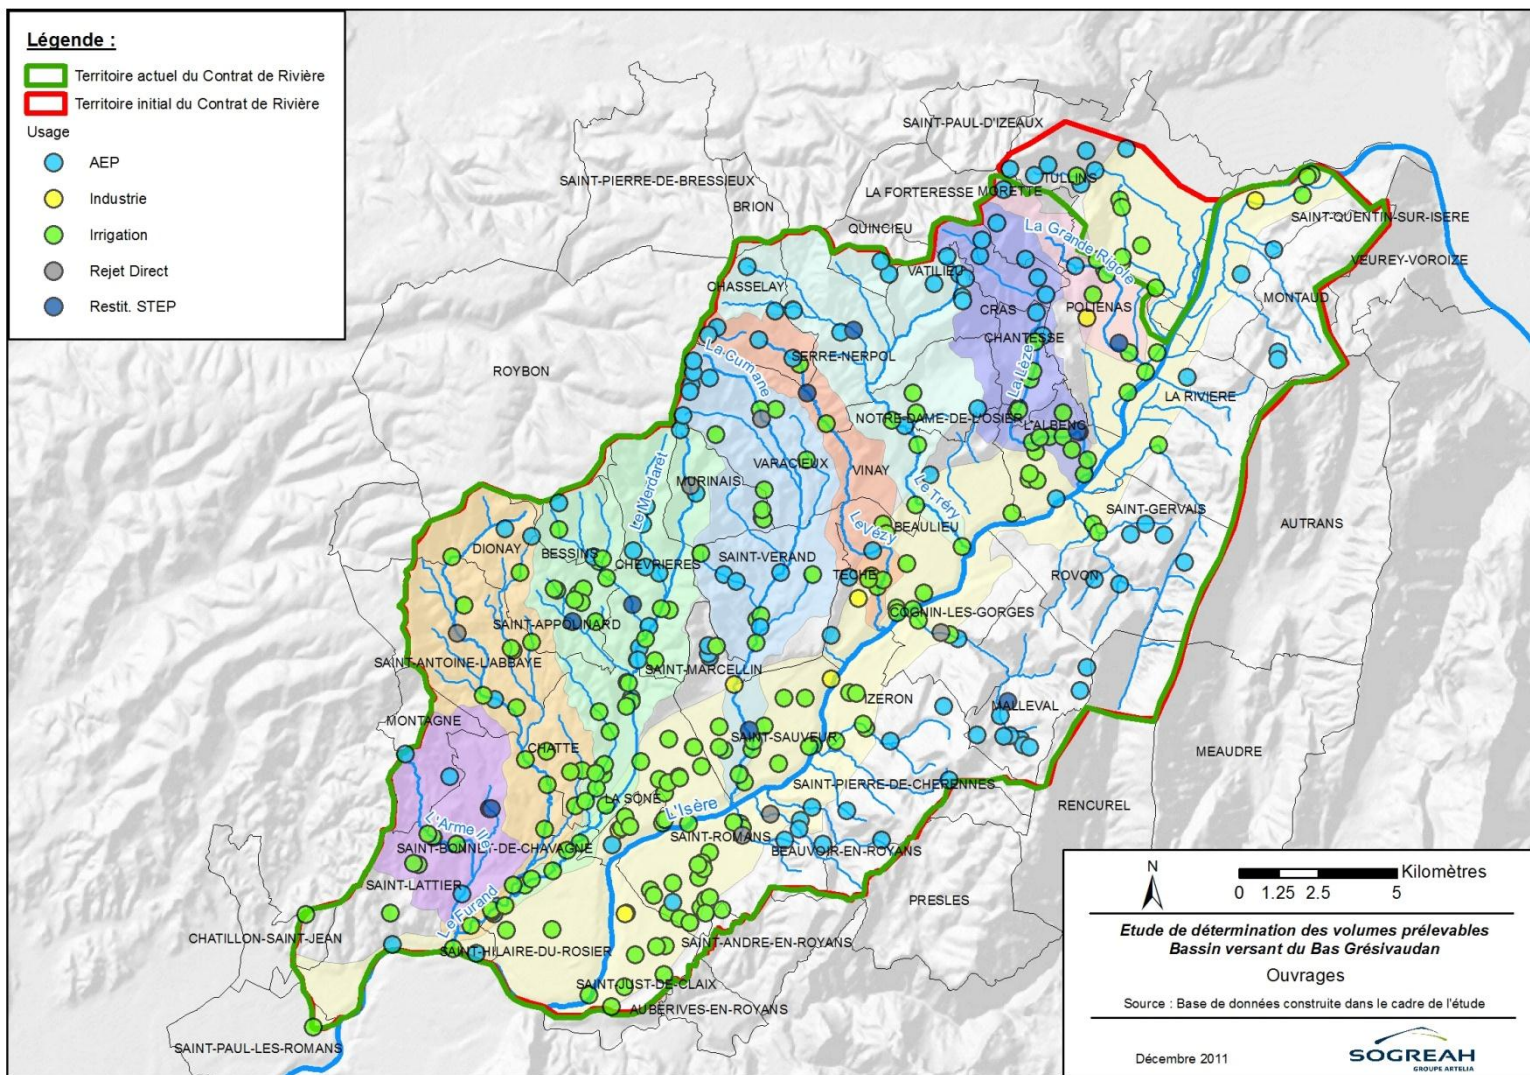 Légende :
Territoire actuel du Contrat de Rivière
Territoire initial du Contrat de Rivière
Usage
AEP
Industrie
Irrigation
Rejet Direct
Restit. STEP
SAINT-PAUL-D'IZEAUX
SAINT-PIERRE-DE-BRESSIEUX
BRION
LA FORTERESSE
MORETTE
TULLINS
QUINCIEU
SAINT-QUENTIN-SUR-ISERE
VEUREY-VOROIZE
La Grande Rigole
VATILIEU
CHASSELAY
MONTAUD
CRAS
POLIENAS
CHANTESSE
SERRE-NERPOL
La Cumane
La Lèze
ROYBON
LA RIVIERE
NOTRE-DAME-DE-L'OSIER
L'ALBENC
VARACIEUX
VINAY
MURINAIS
Le Merdaret
Le Tréry
SAINT-GERVAIS
AUTRANS
BEAULIEU
Le Vézy
DIONAY
BESSINS
CHEVRIERES
SAINT-VERAND
TECHE
ROVON
COGNIN-LES-GORGES
SAINT-APPOLINARD
SAINT-ANTOINE-L'ABBAYE
SAINT-MARCELLIN
IZERON
MALLEVAL
MONTAGNE
SAINT-SAUVEUR
CHATTE
MEAUDRE
SAINT-PIERRE-DE-CHERENNES
LA SONE
L'Isère
RENCUREL
L'Armelle
SAINT-ROMANS
SAINT-BONNET-DE-CHAVAGNE
BEAUVOIR-EN-ROYANS
SAINT-LATTIER
PRESLES
Le Furand
CHATILLON-SAINT-JEAN
SAINT-HILAIRE-DU-ROSIER
SAINT-ANDRE-EN-ROYANS
SAINT-JUST-DE-CLAIX
AUBERIVES-EN-ROYANS
SAINT-PAUL-LES-ROMANS
N
Kilomètres
0 1.25 2.5 5
Etude de détermination des volumes prélevables
Bassin versant du Bas Grésivaudan
Ouvrages
Source : Base de données construite dans le cadre de l'étude
Décembre 2011
SOGREAH
GROUPE ARTELIA